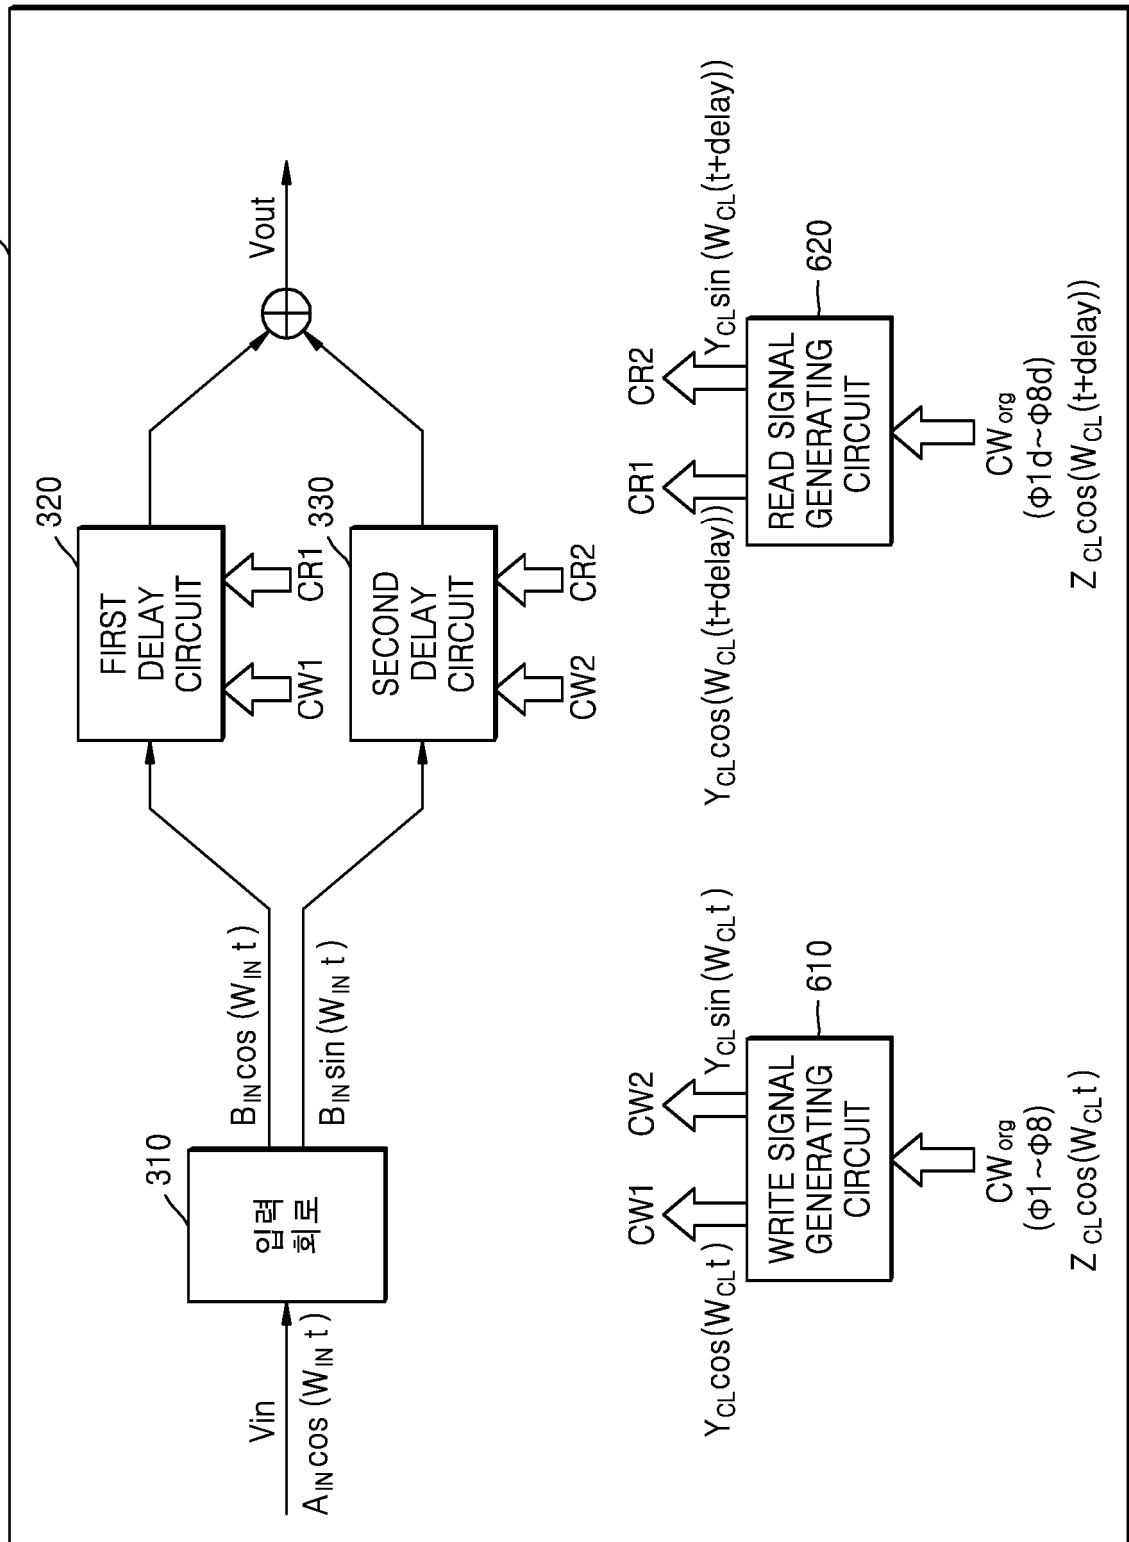 Vin
A_IN cos (W_IN t)
310
입력
회로
B_IN cos (W_IN t)
B_IN sin (W_IN t)
320
FIRST
DELAY
CIRCUIT
CW1
CR1
330
SECOND
DELAY
CIRCUIT
CW2
CR2
Vout
CW1
CW2
Y_CL cos(W_CL t)
Y_CL sin (W_CL t)
610
WRITE SIGNAL
GENERATING
CIRCUIT
CW_org
(Φ1~Φ8)
Z_CL cos(W_CL t)
CR1
CR2
Y_CL cos(W_CL(t+delay))
Y_CL sin (W_CL(t+delay))
620
READ SIGNAL
GENERATING
CIRCUIT
CW_org
(Φ1d~Φ8d)
Z_CL cos(W_CL(t+delay))